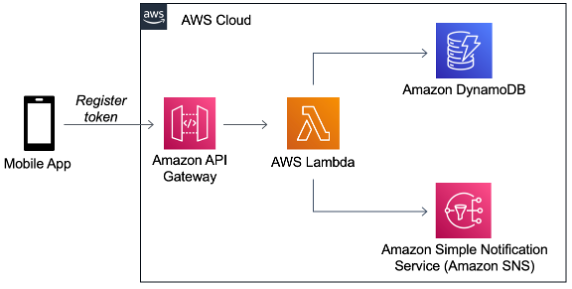 aws
AWS Cloud
Register
token
Mobile App
Amazon API
Gateway
AWS Lambda
Amazon DynamoDB
Amazon Simple Notification
Service (Amazon SNS)